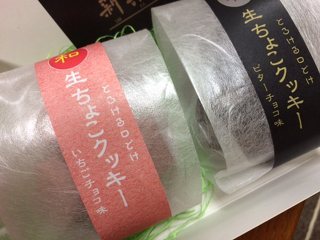 和
とろける口どけ
生ちょこクッキー
いちごチョコ味
とろける口どけ
生ちょこクッキー
ビターチョコ味